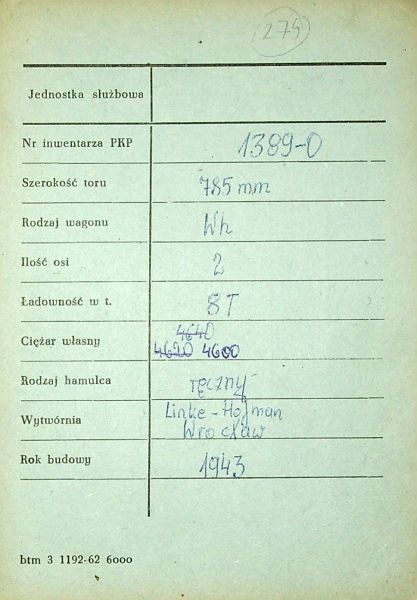 274
Jednostka służbowa
Nr inwentarza PKP 1389-0
Szerokość toru 785 mm
Rodzaj wagonu Wh
Ilość osi 2
Ładowność w t. 8T
4640
Ciężar własny 4620 4600
Rodzaj hamulca ręczny
Linke-Hofman
Wytwórnia Wrocław
Rok budowy 1943
btm 3 1192-62 6000